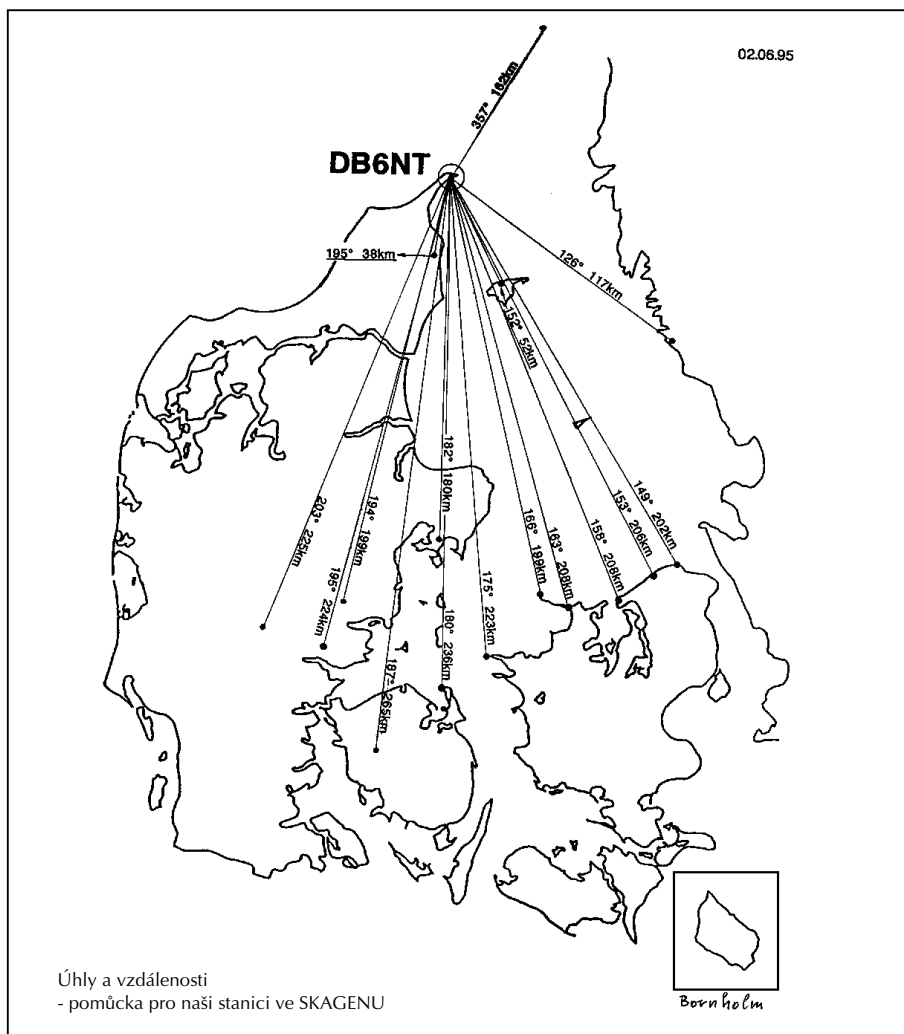 02.06.95
357° 162km
DB6NT
195° 38km
126° 117km
152° 52km
182° 180km
203° 225km
194° 199km
195° 224km
187° 265km
180° 236km
175° 223km
166° 199km
163° 208km
158° 208km
153° 206km
149° 202km
Úhly a vzdálenosti
- pomůcka pro naši stanici ve SKAGENU
Bornholm